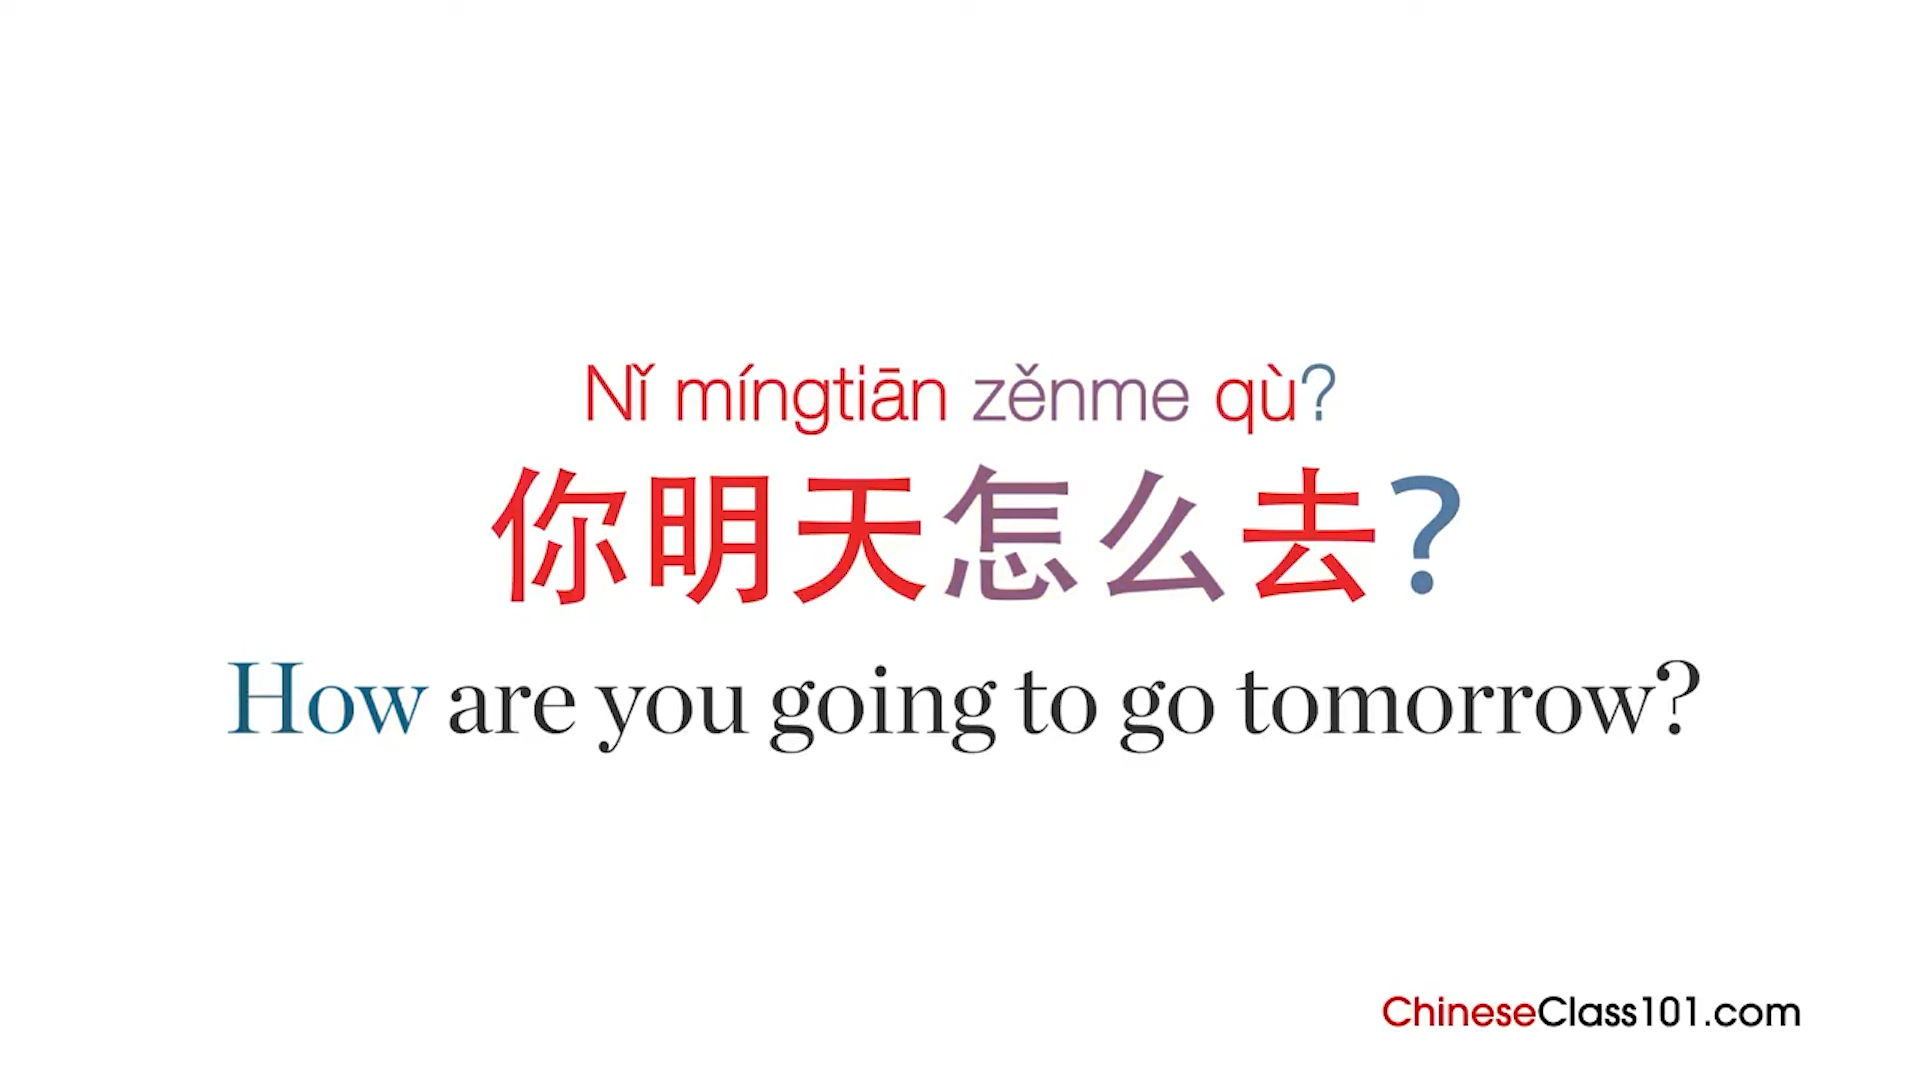 Nǐ míngtiān zěnme qù?
你明天怎么去?
How are you going to go tomorrow?
ChineseClass101.com